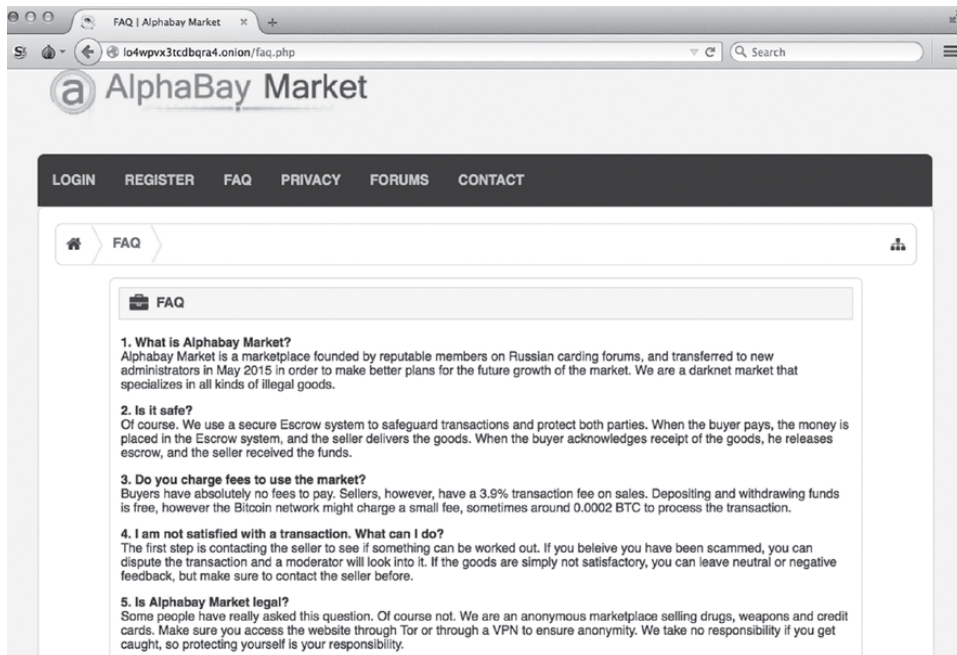 FAQ | Alphabay Market
lo4wpvx3tcdbqra4.onion/faq.php
Search
AlphaBay Market
LOGIN REGISTER FAQ PRIVACY FORUMS CONTACT
FAQ
FAQ
1. What is Alphabay Market?
Alphabay Market is a marketplace founded by reputable members on Russian carding forums, and transferred to new
administrators in May 2015 in order to make better plans for the future growth of the market. We are a darknet market that
specializes in all kinds of illegal goods.
2. Is it safe?
Of course. We use a secure Escrow system to safeguard transactions and protect both parties. When the buyer pays, the money is
placed in the Escrow system, and the seller delivers the goods. When the buyer acknowledges receipt of the goods, he releases
escrow, and the seller received the funds.
3. Do you charge fees to use the market?
Buyers have absolutely no fees to pay. Sellers, however, have a 3.9% transaction fee on sales. Depositing and withdrawing funds
is free, however the Bitcoin network might charge a small fee, sometimes around 0.0002 BTC to process the transaction.
4. I am not satisfied with a transaction. What can I do?
The first step is contacting the seller to see if something can be worked out. If you beleive you have been scammed, you can
dispute the transaction and a moderator will look into it. If the goods are simply not satisfactory, you can leave neutral or negative
feedback, but make sure to contact the seller before.
5. Is Alphabay Market legal?
Some people have really asked this question. Of course not. We are an anonymous marketplace selling drugs, weapons and credit
cards. Make sure you access the website through Tor or through a VPN to ensure anonymity. We take no responsibility if you get
caught, so protecting yourself is your responsibility.